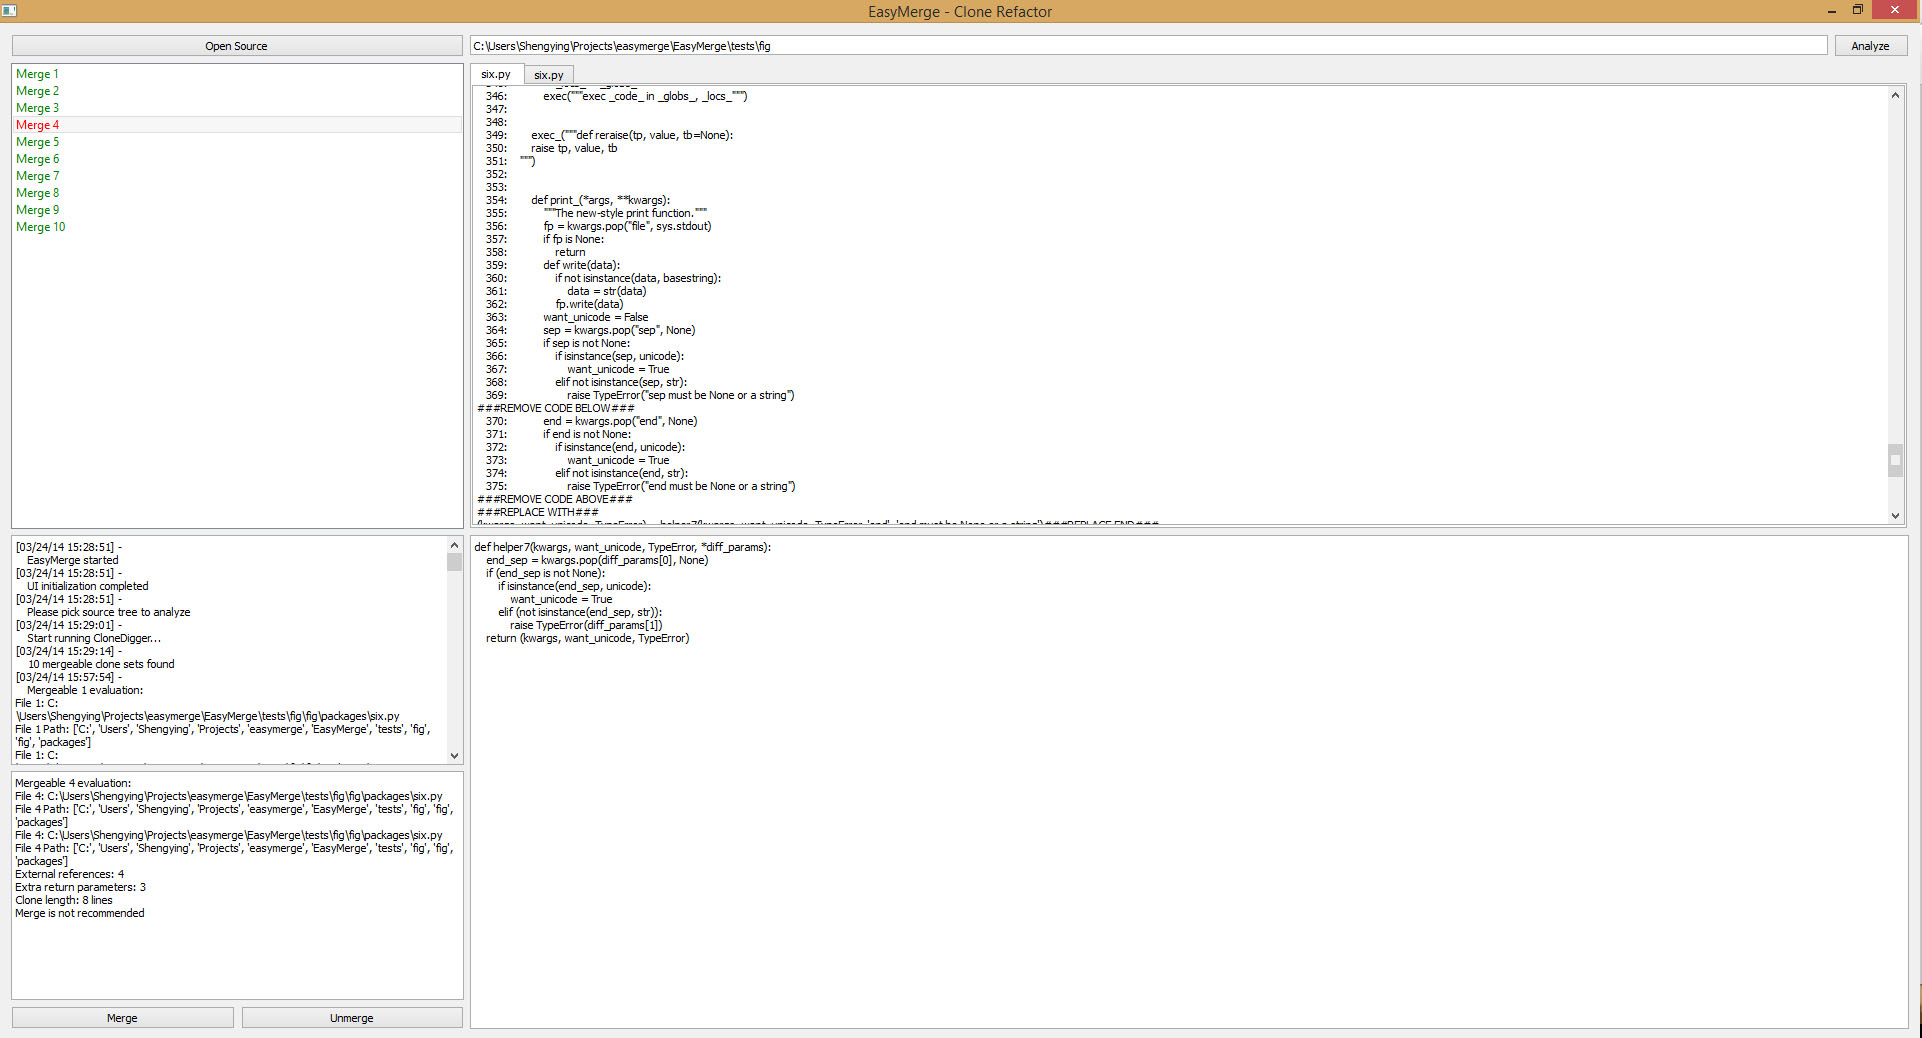 EasyMerge - Clone Refactor
Open Source
C:\Users\Shengying\Projects\easymerge\EasyMerge\tests\fig
Analyze
Merge 1
Merge 2
Merge 3
Merge 4
Merge 5
Merge 6
Merge 7
Merge 8
Merge 9
Merge 10
six.py
six.py
346: exec("""exec _code_ in _globs_, _locs_""")
347:
348:
349: exec_("""def reraise(tp, value, tb=None):
350: raise tp, value, tb
351: """)
352:
353:
354: def print_(*args, **kwargs):
355: """The new-style print function."""
356: fp = kwargs.pop("file", sys.stdout)
357: if fp is None:
358: return
359: def write(data):
360: if not isinstance(data, basestring):
361: data = str(data)
362: fp.write(data)
363: want_unicode = False
364: sep = kwargs.pop("sep", None)
365: if sep is not None:
366: if isinstance(sep, unicode):
367: want_unicode = True
368: elif not isinstance(sep, str):
369: raise TypeError("sep must be None or a string")
###REMOVE CODE BELOW###
370: end = kwargs.pop("end", None)
371: if end is not None:
372: if isinstance(end, unicode):
373: want_unicode = True
374: elif not isinstance(end, str):
375: raise TypeError("end must be None or a string")
###REMOVE CODE ABOVE###
###REPLACE WITH###
(kwargs, want_unicode, TypeError) = helper7(kwargs, want_unicode, TypeError, 'end', 'end must be None or a string')###REPLACE END###
[03/24/14 15:28:51] -
EasyMerge started
[03/24/14 15:28:51] -
UI initialization completed
[03/24/14 15:28:51] -
Please pick source tree to analyze
[03/24/14 15:29:01] -
Start running CloneDigger...
[03/24/14 15:29:14] -
10 mergeable clone sets found
[03/24/14 15:57:54] -
Mergeable 1 evaluation:
File 1: C:
\Users\Shengying\Projects\easymerge\EasyMerge\tests\fig\fig\packages\six.py
File 1 Path: ['C:', 'Users', 'Shengying', 'Projects', 'easymerge', 'EasyMerge', 'tests', 'fig',
'fig', 'packages']
File 1: C:
Mergeable 4 evaluation:
File 4: C:\Users\Shengying\Projects\easymerge\EasyMerge\tests\fig\fig\packages\six.py
File 4 Path: ['C:', 'Users', 'Shengying', 'Projects', 'easymerge', 'EasyMerge', 'tests', 'fig', 'fig',
'packages']
File 4: C:\Users\Shengying\Projects\easymerge\EasyMerge\tests\fig\fig\packages\six.py
File 4 Path: ['C:', 'Users', 'Shengying', 'Projects', 'easymerge', 'EasyMerge', 'tests', 'fig', 'fig',
'packages']
External references: 4
Extra return parameters: 3
Clone length: 8 lines
Merge is not recommended
Merge
Unmerge
def helper7(kwargs, want_unicode, TypeError, *diff_params):
end_sep = kwargs.pop(diff_params[0], None)
if (end_sep is not None):
if isinstance(end_sep, unicode):
want_unicode = True
elif (not isinstance(end_sep, str)):
raise TypeError(diff_params[1])
return (kwargs, want_unicode, TypeError)